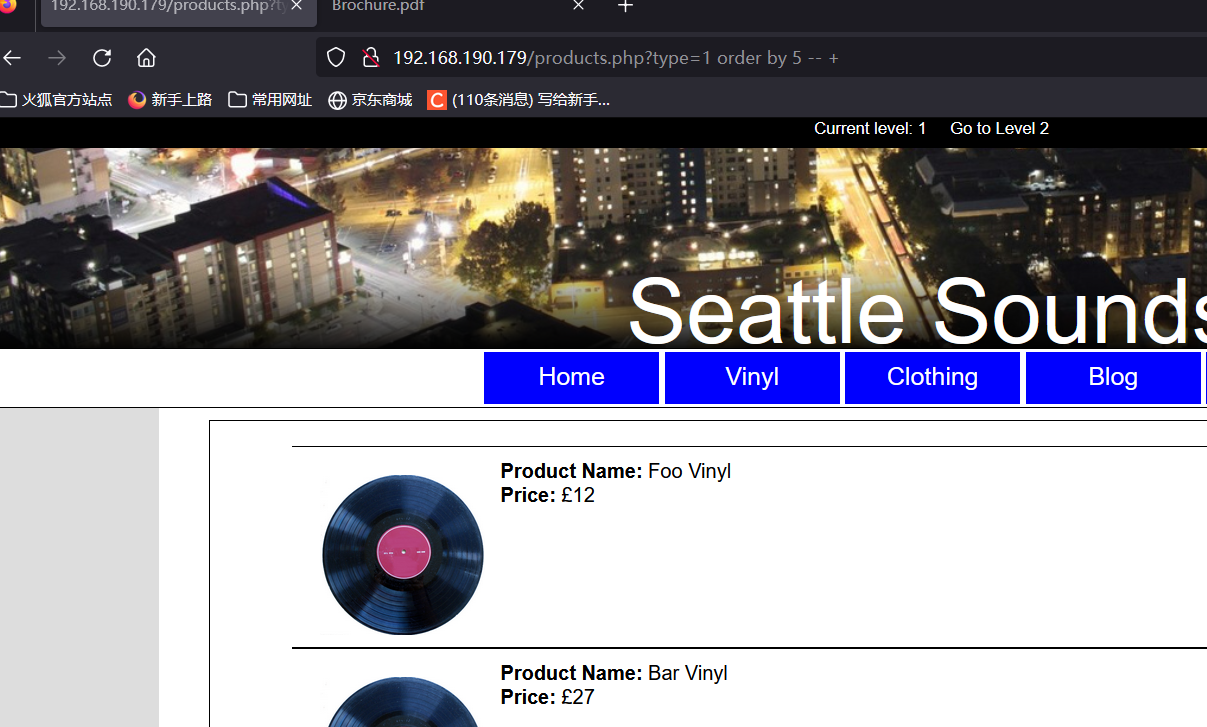 192.168.190.179/products.php?ty
Brochure.pdf
192.168.190.179/products.php?type=1 order by 5 -- +
火狐官方站点 新手上路 常用网址 京东商城 (110条消息) 写给新手...
Current level: 1 Go to Level 2
Seattle Sounds
Home Vinyl Clothing Blog
Product Name: Foo Vinyl
Price: £12
Product Name: Bar Vinyl
Price: £27